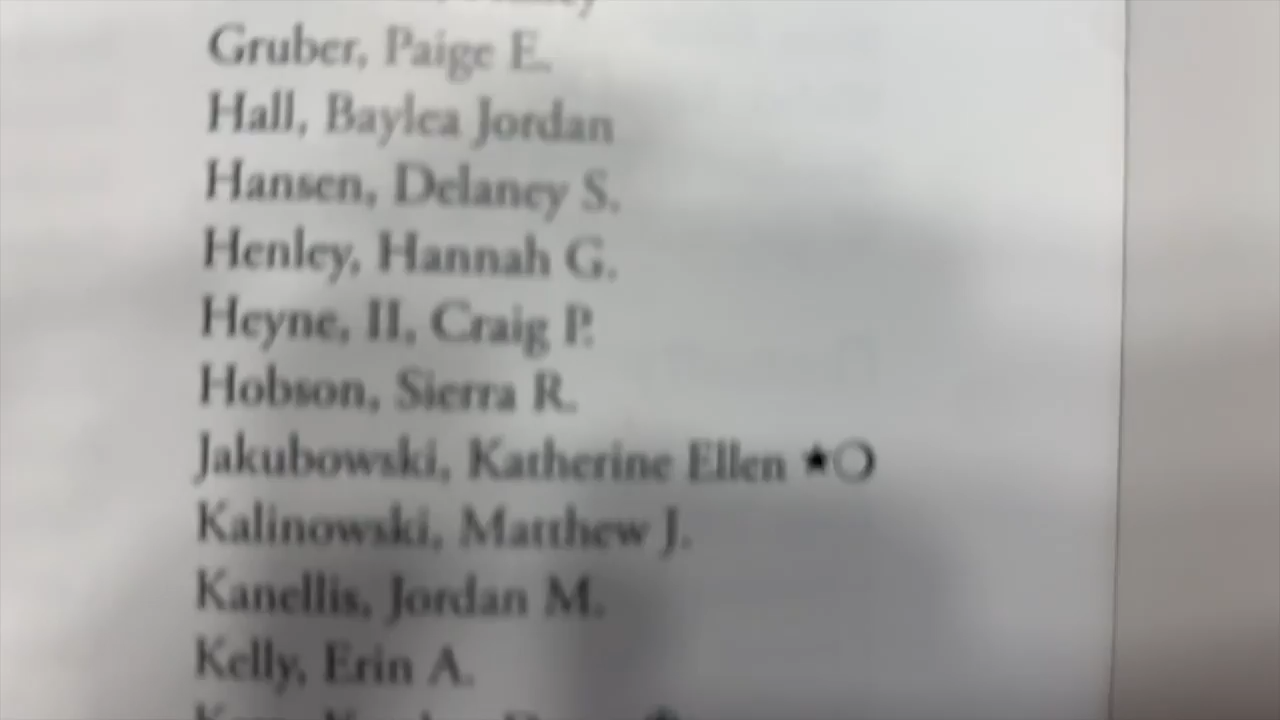 Gruber, Paige E.
Hall, Baylea Jordan
Hansen, Delaney S.
Henley, Hannah G.
Heyne, II, Craig P.
Hobson, Sierra R.
Jakubowski, Katherine Ellen ★❍
Kalinowski, Matthew J.
Kanellis, Jordan M.
Kelly, Erin A.